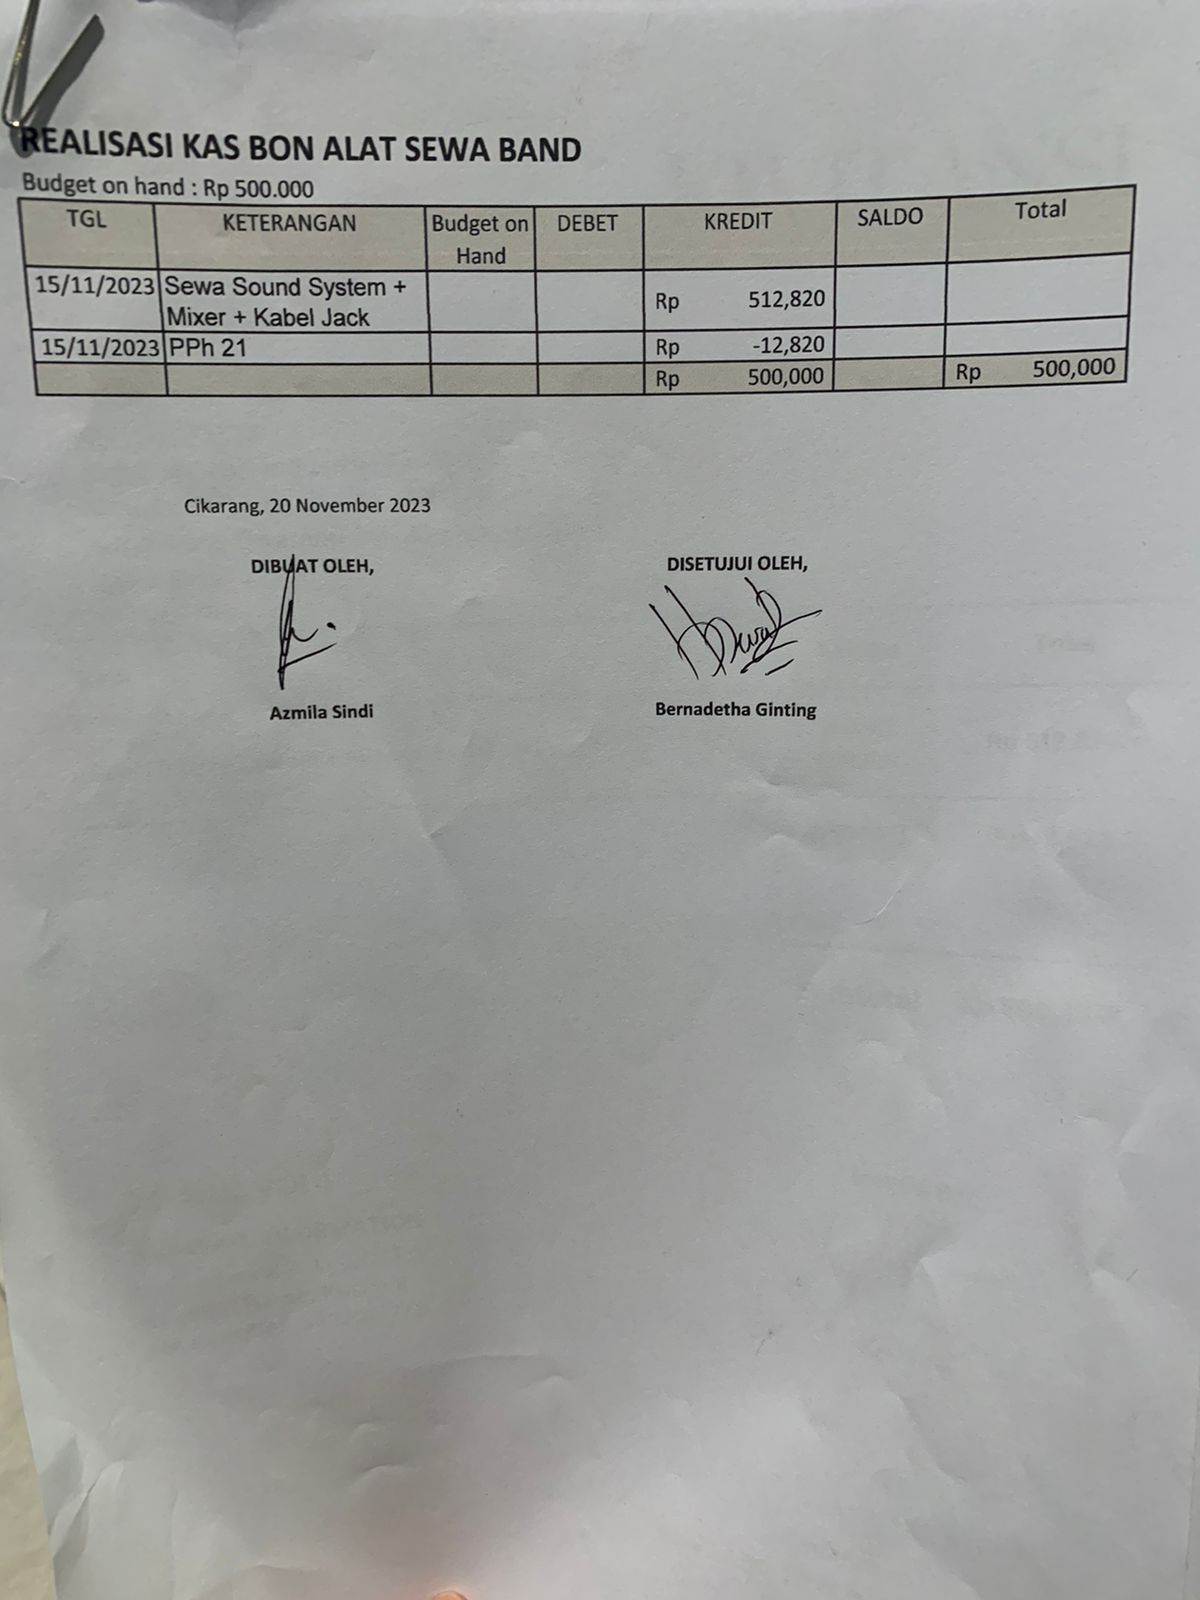 REALISASI KAS BON ALAT SEWA BAND
Budget on hand : Rp 500.000
TGL KETERANGAN Budget on Hand DEBET KREDIT SALDO Total
15/11/2023 Sewa Sound System + Mixer + Kabel Jack Rp 512,820
15/11/2023 PPh 21 Rp -12,820
Rp 500,000 Rp 500,000
Cikarang, 20 November 2023
DIBUAT OLEH, DISETUJUI OLEH,
Azmila Sindi Bernadetha Ginting